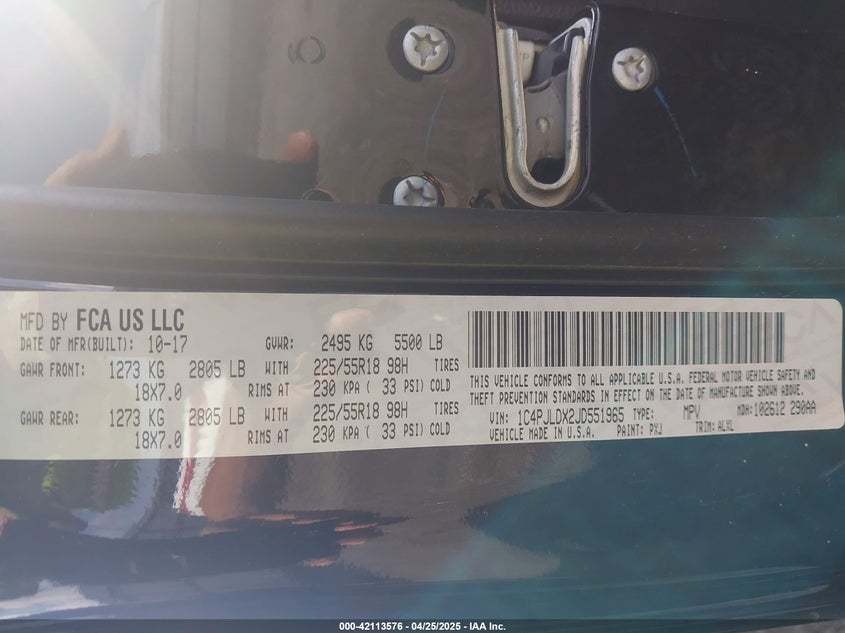 MFD BY FCA US LLC
DATE OF MFR(BUILT): 10-17 GVWR: 2495 KG 5500 LB
GAWR FRONT: 1273 KG 2805 LB WITH 225/55R18 98H TIRES
18X7.0 RIMS AT 230 KPA ( 33 PSI) COLD
GAWR REAR: 1273 KG 2805 LB WITH 225/55R18 98H TIRES
18X7.0 RIMS AT 230 KPA ( 33 PSI) COLD
THIS VEHICLE CONFORMS TO ALL APPLICABLE U.S.A. FEDERAL MOTOR VEHICLE SAFETY AND
THEFT PREVENTION STANDARDS IN EFFECT ON THE DATE OF MANUFACTURE SHOWN ABOVE.
VIN: 1C4PJLDX2JD551965 TYPE: MPV MDH: 102612 290AA
VEHICLE MADE IN U.S.A. PAINT: PXJ TRIM: ALXL
000-42113576 | 04/25/2025 - IAA Inc.